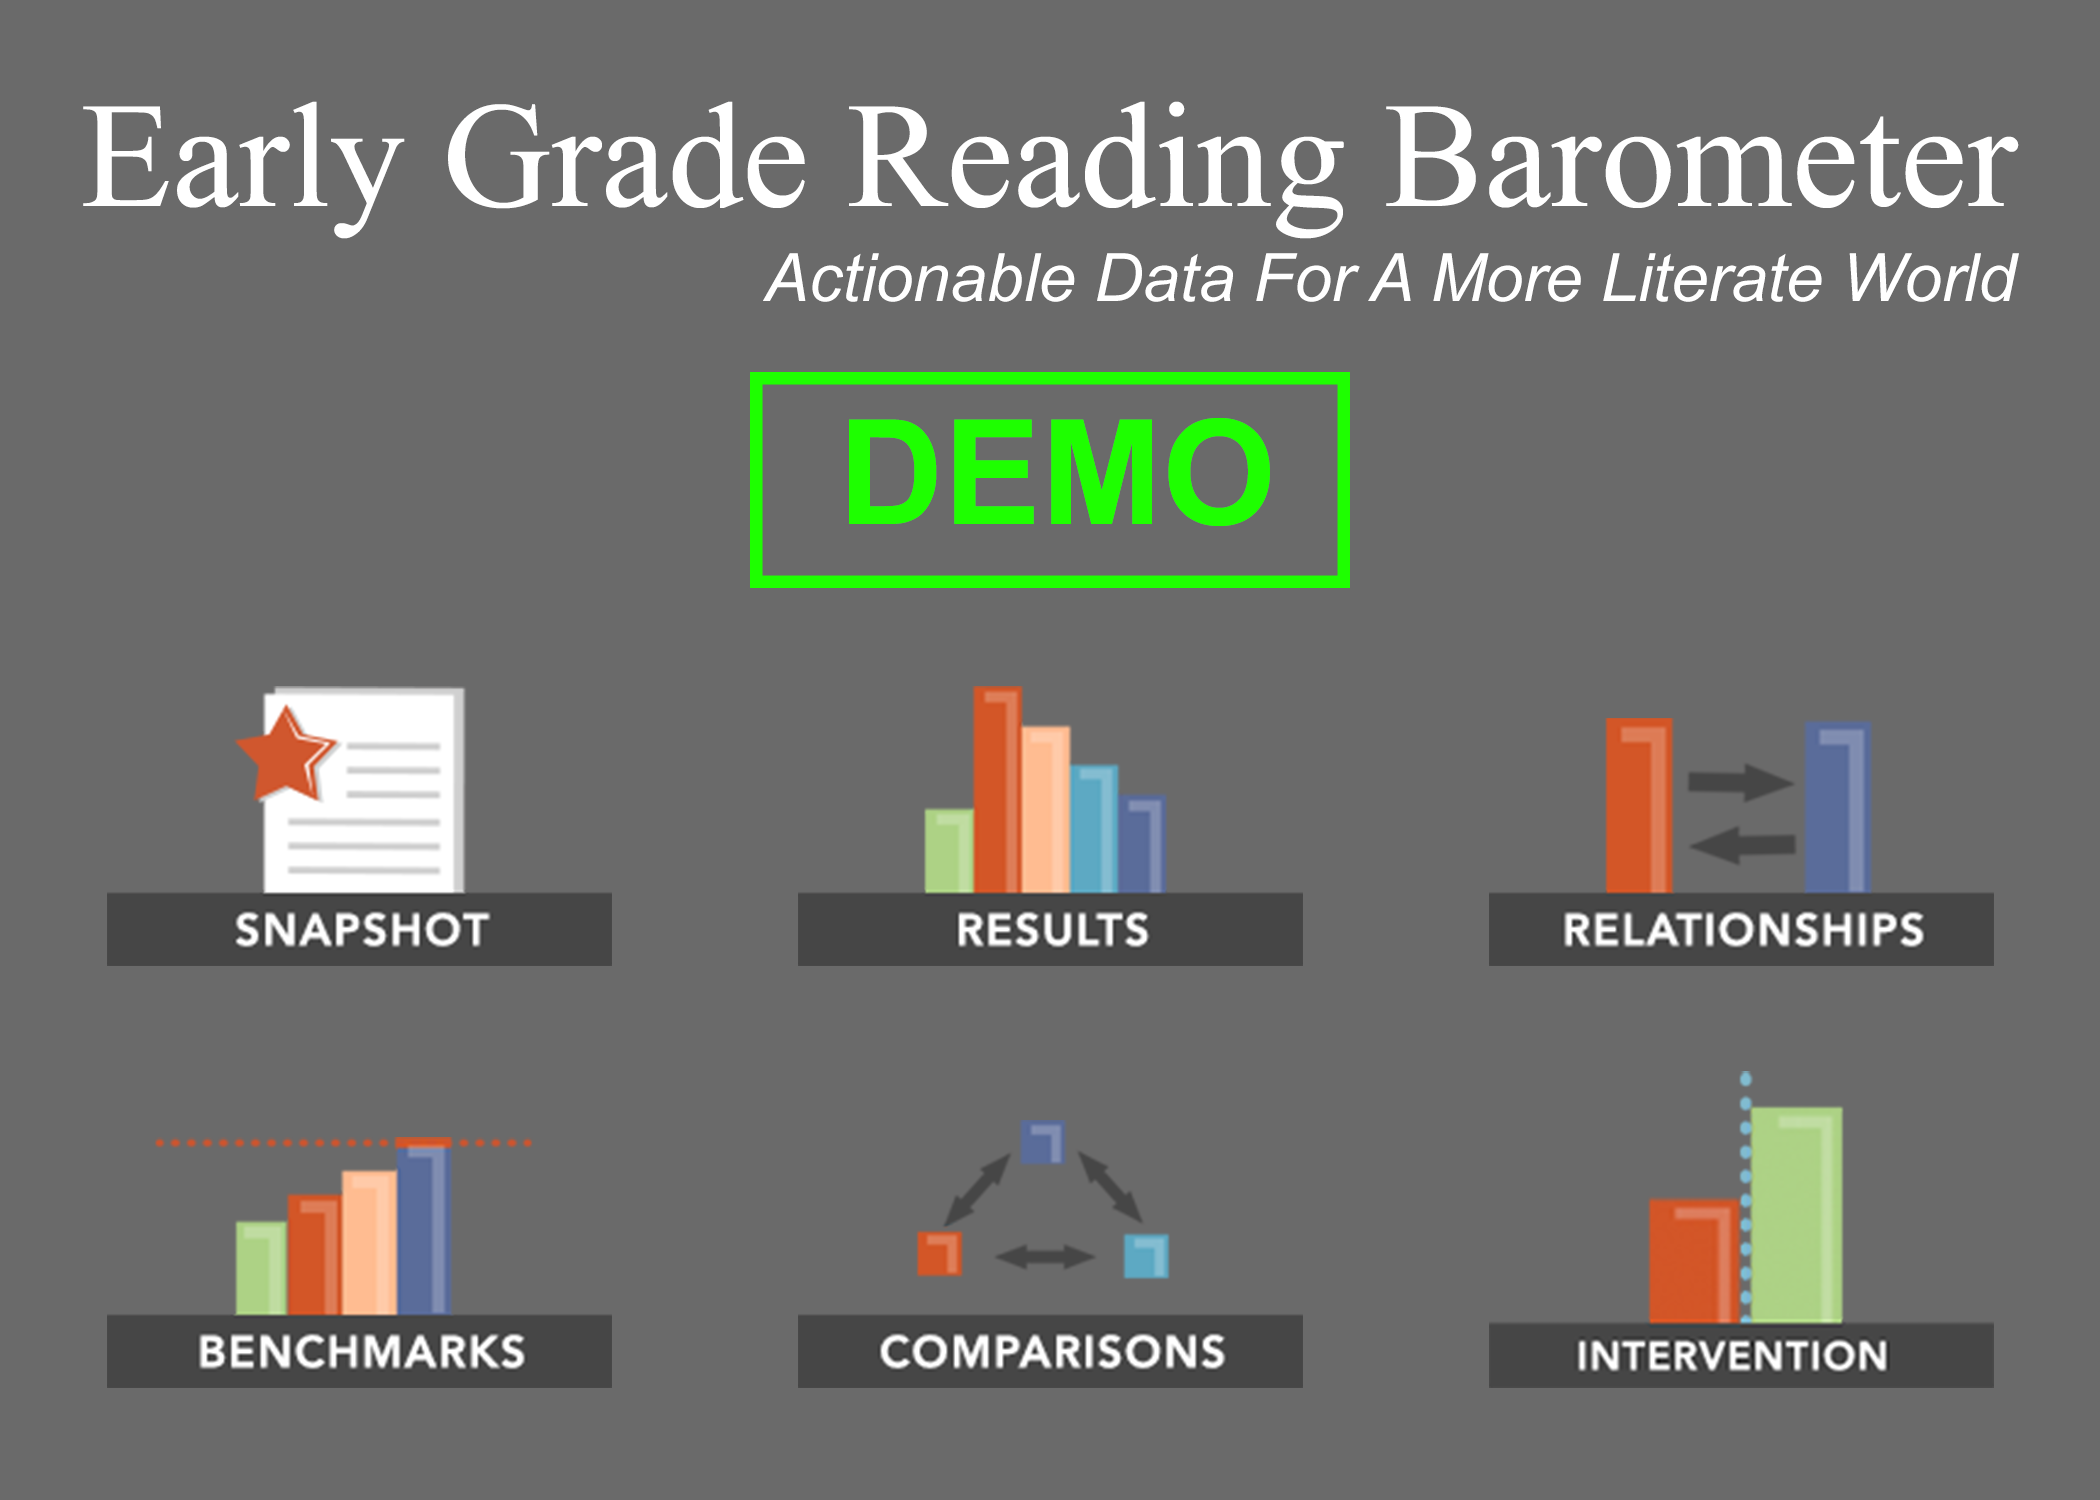 Early Grade Reading Barometer
Actionable Data For A More Literate World
DEMO
SNAPSHOT
RESULTS
RELATIONSHIPS
BENCHMARKS
COMPARISONS
INTERVENTION